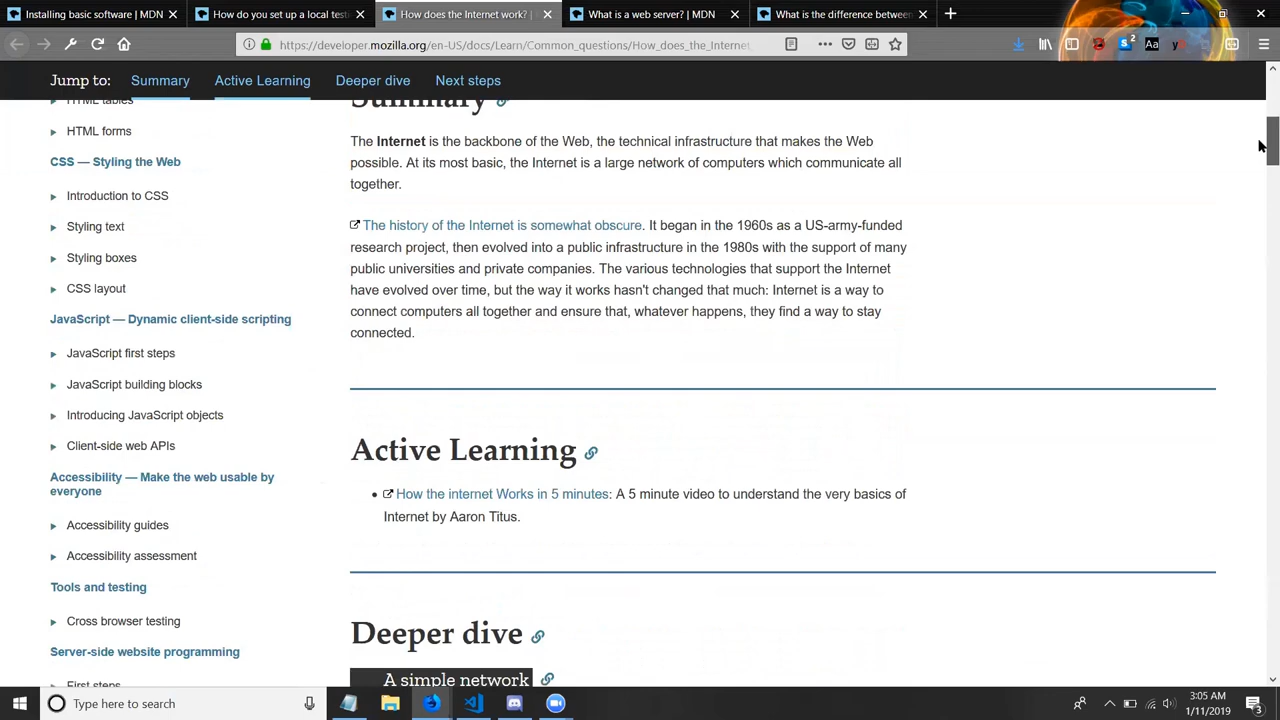 Installing basic software | MDN
How do you set up a local test
How does the Internet work? |
What is a web server? | MDN
What is the difference between
https://developer.mozilla.org/en-US/docs/Learn/Common_questions/How_does_the_Internet_
Jump to: Summary Active Learning Deeper dive Next steps
HTML tables
HTML forms
CSS — Styling the Web
Introduction to CSS
Styling text
Styling boxes
CSS layout
JavaScript — Dynamic client-side scripting
JavaScript first steps
JavaScript building blocks
Introducing JavaScript objects
Client-side web APIs
Accessibility — Make the web usable by
everyone
Accessibility guides
Accessibility assessment
Tools and testing
Cross browser testing
Server-side website programming
First steps
Summary
The Internet is the backbone of the Web, the technical infrastructure that makes the Web
possible. At its most basic, the Internet is a large network of computers which communicate all
together.
The history of the Internet is somewhat obscure. It began in the 1960s as a US-army-funded
research project, then evolved into a public infrastructure in the 1980s with the support of many
public universities and private companies. The various technologies that support the Internet
have evolved over time, but the way it works hasn't changed that much: Internet is a way to
connect computers all together and ensure that, whatever happens, they find a way to stay
connected.
Active Learning
• How the internet Works in 5 minutes: A 5 minute video to understand the very basics of
Internet by Aaron Titus.
Deeper dive
A simple network
Type here to search
3:05 AM
1/11/2019
3